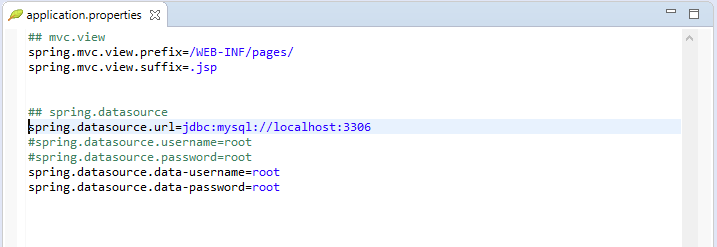 application.properties
## mvc.view
spring.mvc.view.prefix=/WEB-INF/pages/
spring.mvc.view.suffix=.jsp
## spring.datasource
spring.datasource.url=jdbc:mysql://localhost:3306
#spring.datasource.username=root
#spring.datasource.password=root
spring.datasource.data-username=root
spring.datasource.data-password=root